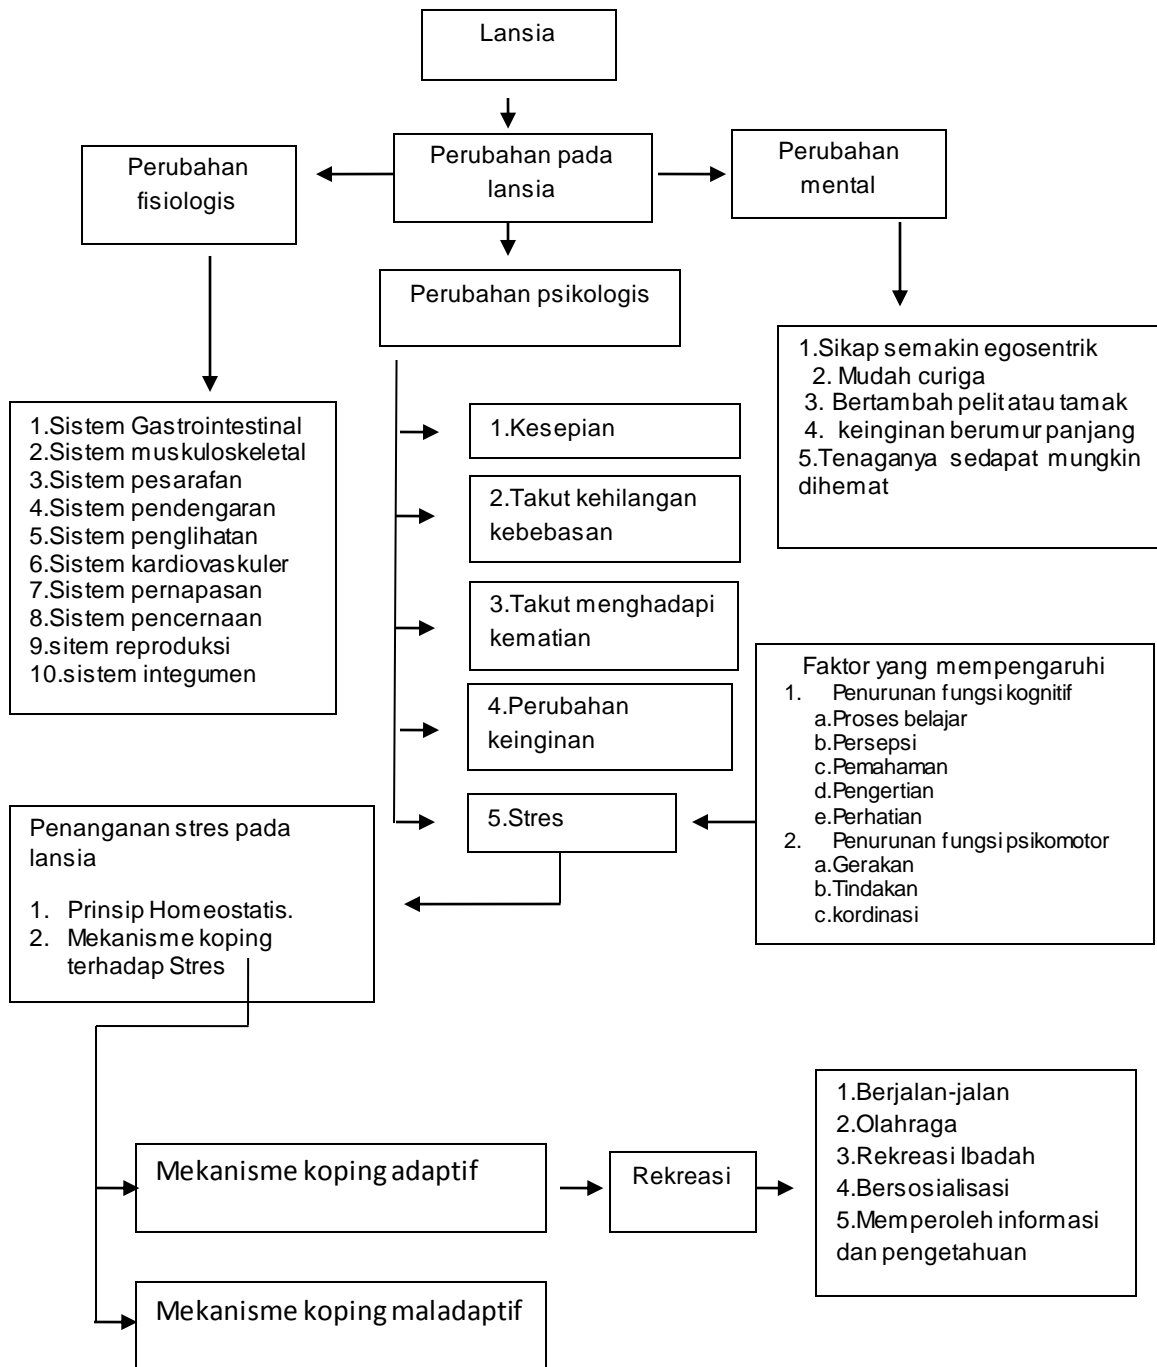 Lansia
Perubahan
fisiologis
Perubahan pada
lansia
Perubahan
mental
Perubahan psikologis
1.Sikap semakin egosentrik
2. Mudah curiga
3. Bertambah pelit atau tamak
4. keinginan berumur panjang
5.Tenaganya sedapat mungkin
dihemat
1.Sistem Gastrointestinal
2.Sistem muskuloskeletal
3.Sistem pesarafan
4.Sistem pendengaran
5.Sistem penglihatan
6.Sistem kardiovaskuler
7.Sistem pernapasan
8.Sistem pencernaan
9.sitem reproduksi
10.sistem integumen
1.Kesepian
2.Takut kehilangan
kebebasan
3.Takut menghadapi
kematian
4.Perubahan
keinginan
5.Stres
Faktor yang mempengaruhi
1. Penurunan fungsi kognitif
a.Proses belajar
b.Persepsi
c.Pemahaman
d.Pengertian
e.Perhatian
2. Penurunan fungsi psikomotor
a.Gerakan
b.Tindakan
c.kordinasi
Penanganan stres pada
lansia
1. Prinsip Homeostatis.
2. Mekanisme koping
terhadap Stres
Mekanisme koping adaptif
Rekreasi
1.Berjalan-jalan
2.Olahraga
3.Rekreasi Ibadah
4.Bersosialisasi
5.Memperoleh informasi
dan pengetahuan
Mekanisme koping maladaptif